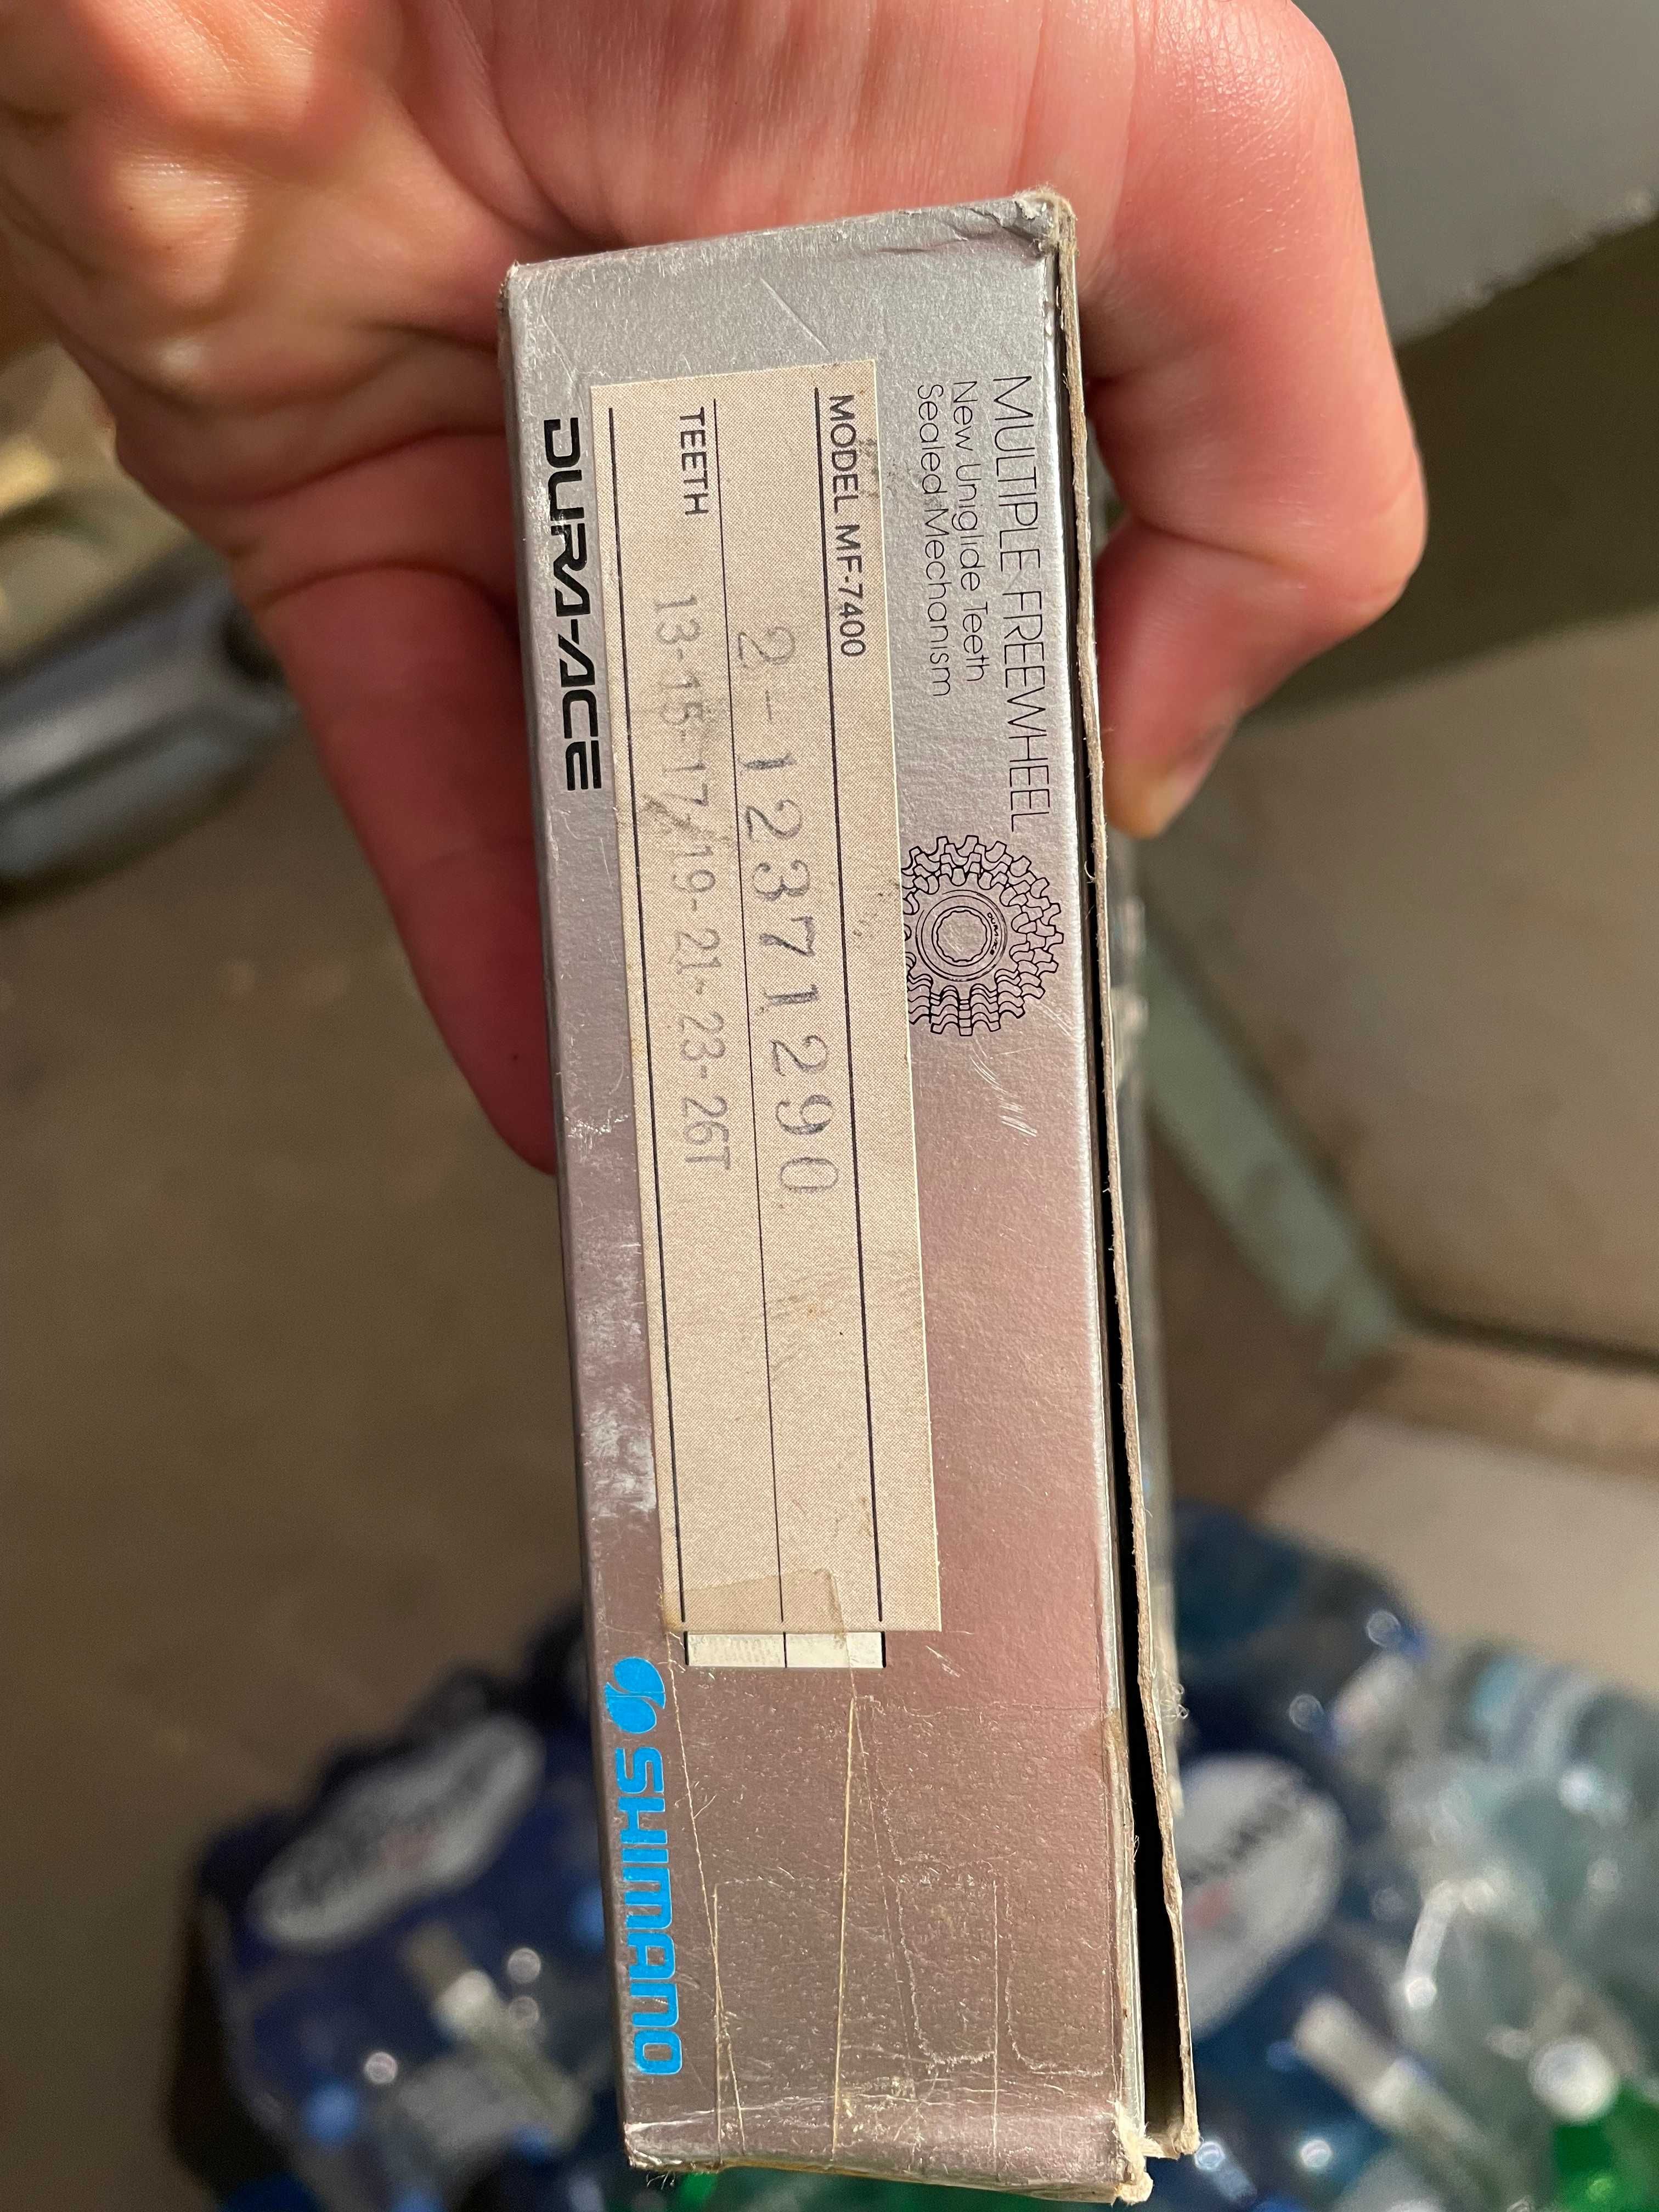 MULTIPLE FREEWHEEL
New Uniglide Teeth
Sealed Mechanism
MODEL MF-7400
2-12371290
TEETH 13-15-17-19-21-23-26T
DURA-ACE
SHIMANO